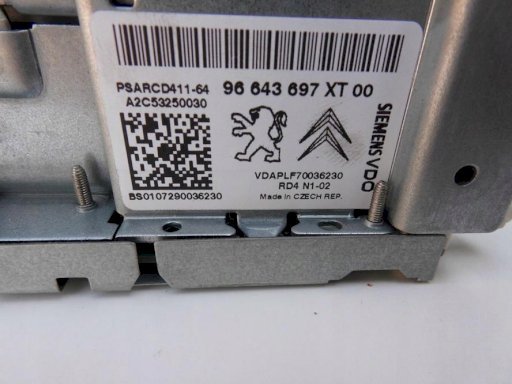 PSARCD411-64
96 643 697 XT 00
A2C53250030
SIEMENS VDO
VDAPLF70036230
RD4 N1-02
BS0107290036230
Made in CZECH REP.